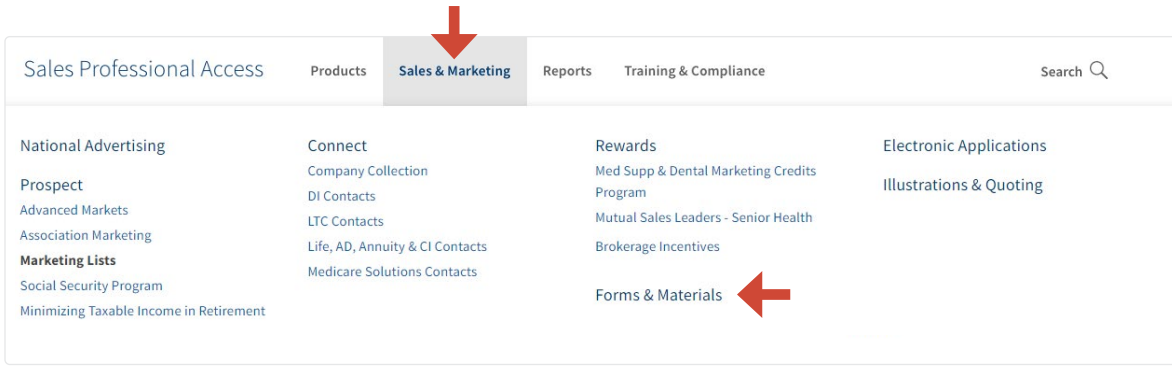 Sales Professional Access
Products
Sales & Marketing
Reports
Training & Compliance
Search
National Advertising
Prospect
Advanced Markets
Association Marketing
Marketing Lists
Social Security Program
Minimizing Taxable Income in Retirement
Connect
Company Collection
DI Contacts
LTC Contacts
Life, AD, Annuity & CI Contacts
Medicare Solutions Contacts
Rewards
Med Supp & Dental Marketing Credits
Program
Mutual Sales Leaders - Senior Health
Brokerage Incentives
Forms & Materials
Electronic Applications
Illustrations & Quoting